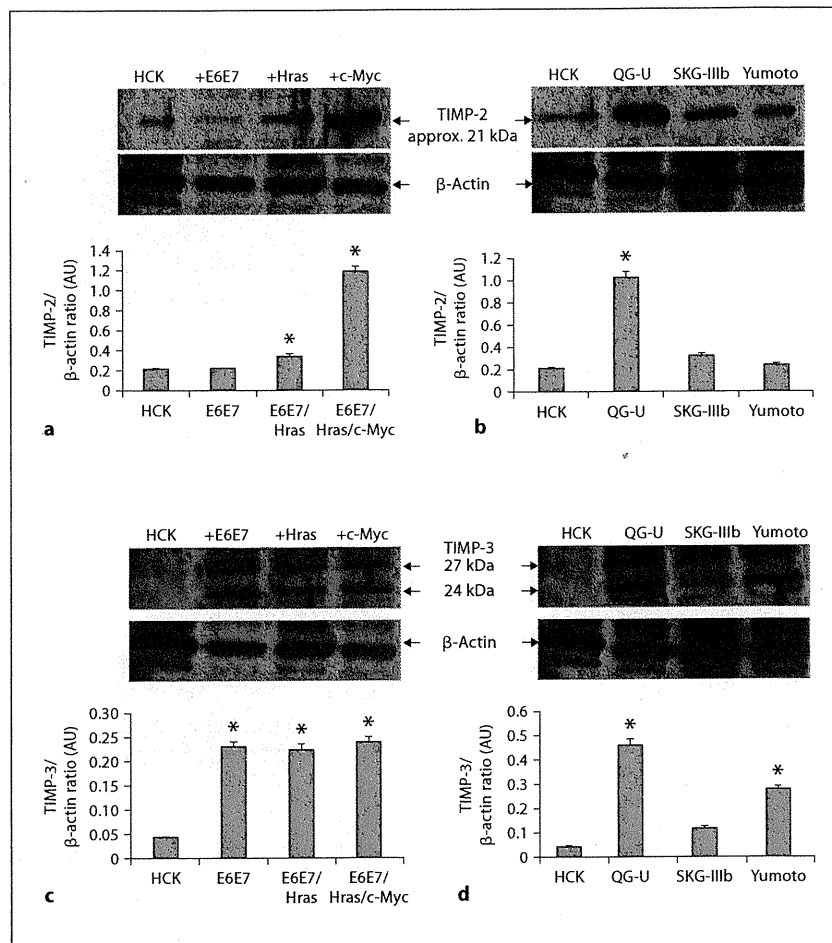 HCK +E6E7 +Hras +c-Myc
TIMP-2
approx. 21 kDa
β-Actin
HCK QG-U SKG-IIIb Yumoto
TIMP-2/
β-actin ratio (AU)
1.4
1.2
1.0
0.8
0.6
0.4
0.2
0
*
*
HCK E6E7 E6E7/ E6E7/
Hras Hras/c-Myc
a
TIMP-2/
β-actin ratio (AU)
1.2
1.0
0.8
0.6
0.4
0.2
0
*
HCK QG-U SKG-IIIb Yumoto
b
HCK +E6E7 +Hras +c-Myc
TIMP-3
27 kDa
24 kDa
β-Actin
HCK QG-U SKG-IIIb Yumoto
TIMP-3/
β-actin ratio (AU)
0.30
0.25
0.20
0.15
0.10
0.05
0
* * *
HCK E6E7 E6E7/ E6E7/
Hras Hras/c-Myc
c
TIMP-3/
β-actin ratio (AU)
0.6
0.5
0.4
0.3
0.2
0.1
0
*
*
HCK QG-U SKG-IIIb Yumoto
d